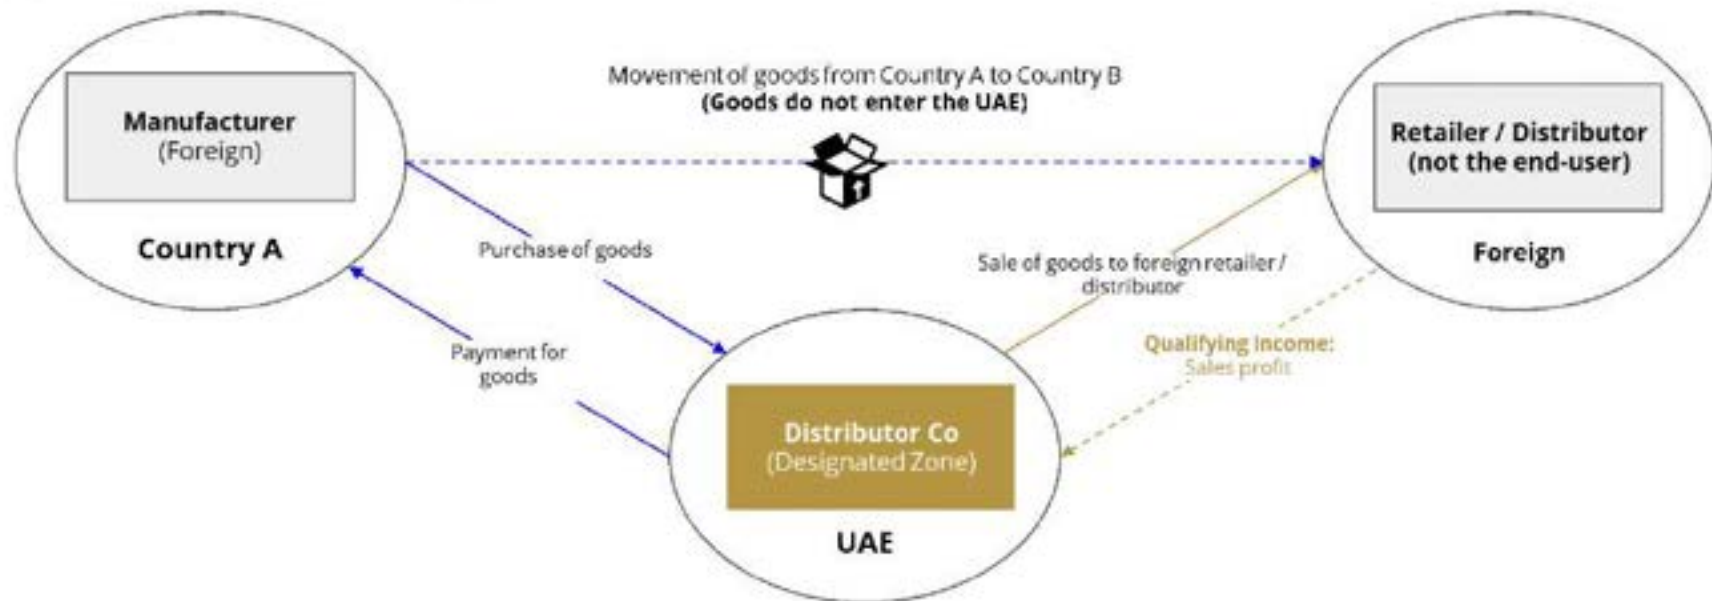 Movement of goods from Country A to Country B
(Goods do not enter the UAE)
Manufacturer
(Foreign)
Country A
Retailer / Distributor
(not the end-user)
Foreign
Purchase of goods
Sale of goods to foreign retailer /
distributor
Payment for
goods
Qualifying Income:
Sales profit
Distributor Co
(Designated Zone)
UAE